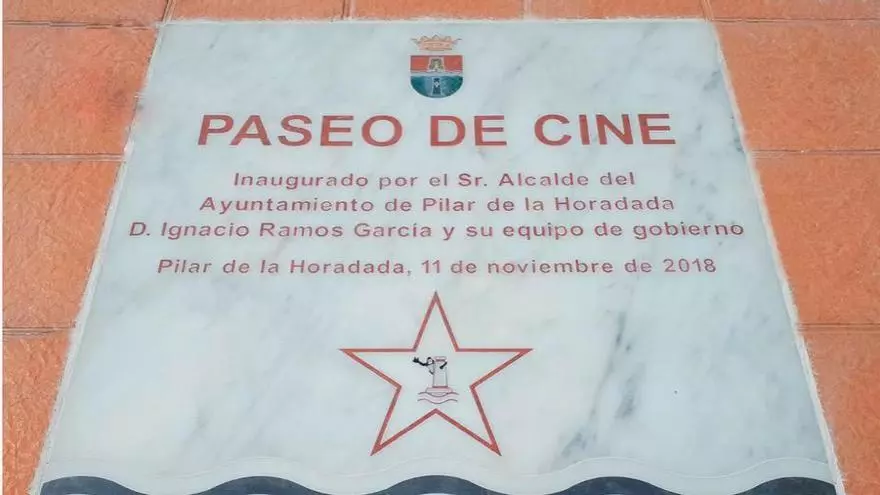 PASEO DE CINE
Inaugurado por el Sr. Alcalde del
Ayuntamiento de Pilar de la Horadada
D. Ignacio Ramos García y su equipo de gobierno
Pilar de la Horadada, 11 de noviembre de 2018